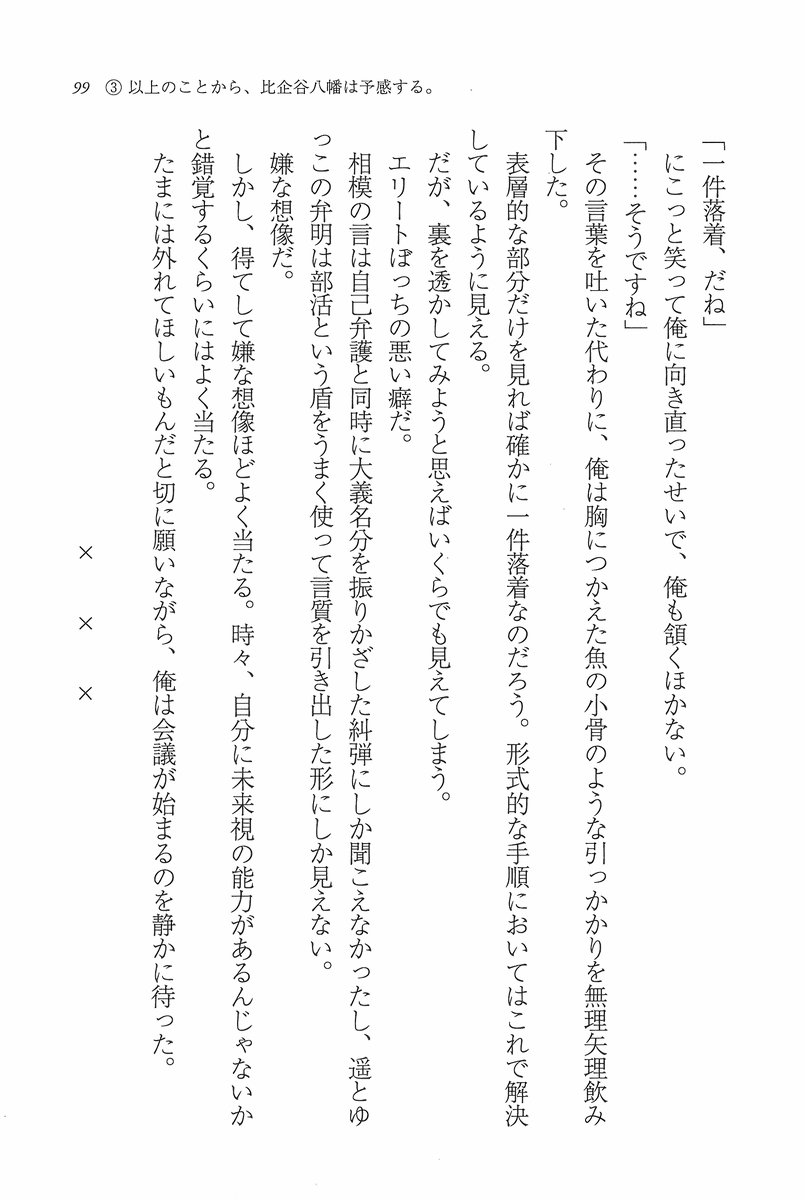 99 ③ 以上のことから、比企谷八幡は予感する。
「一件落着、だね」
にこっと笑って俺に向き直ったせいで、俺も頷くほかない。
「……そうですね」
その言葉を吐いた代わりに、俺は胸につかえた魚の小骨のような引っかかりを無理矢理飲み
下した。
表層的な部分だけを見れば確かに一件落着なのだろう。形式的な手順においてはこれで解決
しているように見える。
だが、裏を透かしてみようと思えばいくらでも見えてしまう。
エリートぼっちの悪い癖だ。
相模の言は自己弁護と同時に大義名分を振りかざした糾弾にしか聞こえなかったし、遥とゆ
っこの弁明は部活という盾をうまく使って言質を引き出した形にしか見えない。
嫌な想像だ。
しかし、得てして嫌な想像ほどよく当たる。時々、自分に未来視の能力があるんじゃないか
と錯覚するくらいにはよく当たる。
たまには外れてほしいもんだと切に願いながら、俺は会議が始まるのを静かに待った。
× × ×